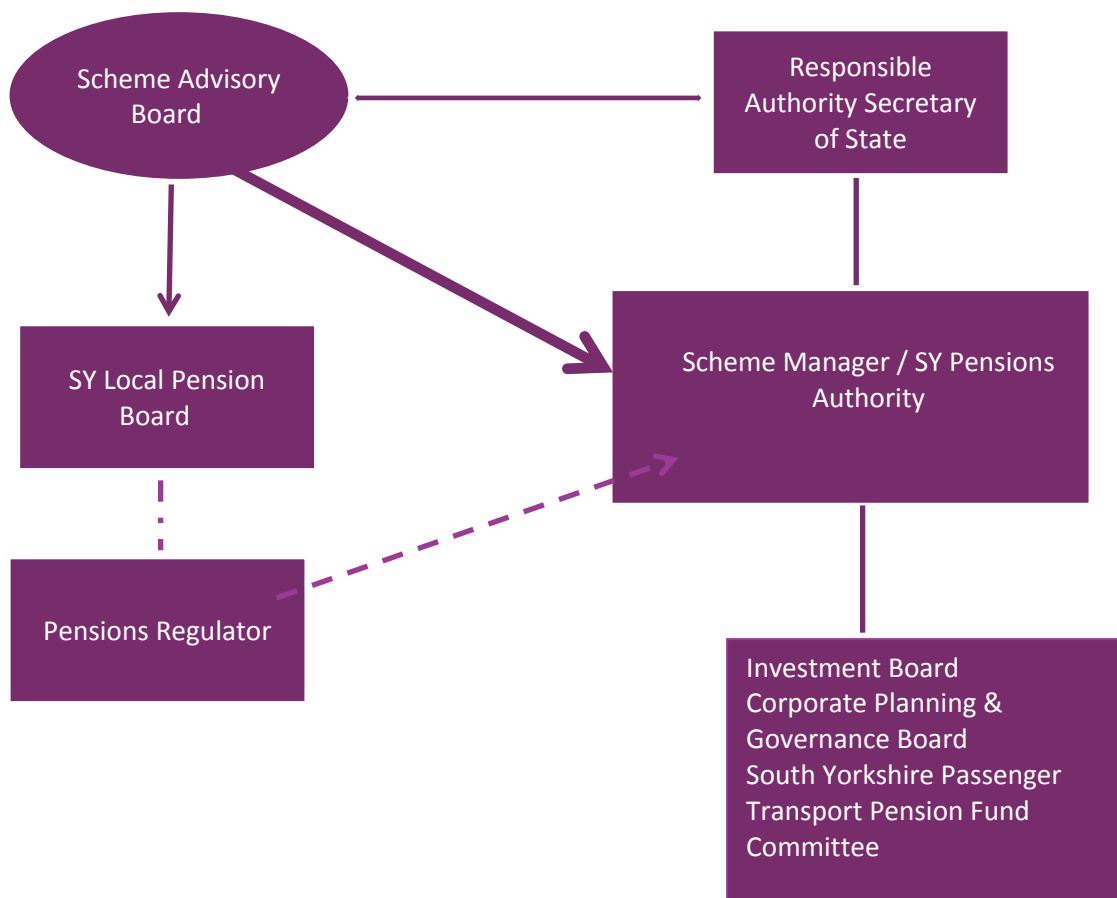 Scheme Advisory
Board
Responsible
Authority Secretary
of State
SY Local Pension
Board
Scheme Manager / SY Pensions
Authority
Pensions Regulator
Investment Board
Corporate Planning &
Governance Board
South Yorkshire Passenger
Transport Pension Fund
Committee